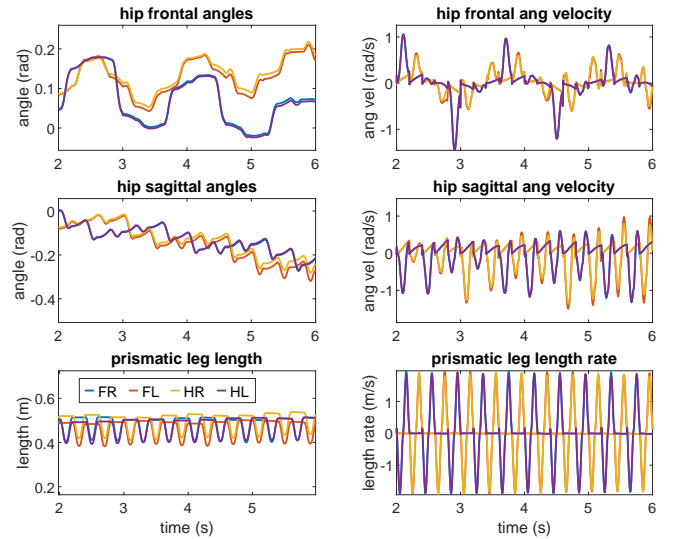 hip frontal angles
angle (rad)
0.2
0.1
0
2 3 4 5 6
hip frontal ang velocity
ang vel (rad/s)
1
0
-1
2 3 4 5 6
hip sagittal angles
angle (rad)
0
-0.2
-0.4
2 3 4 5 6
hip sagittal ang velocity
ang vel (rad/s)
1
0
-1
2 3 4 5 6
prismatic leg length
length (m)
0.6
0.4
0.2
FR FL HR HL
2 3 4 5 6
time (s)
prismatic leg length rate
length rate (m/s)
1
0
-1
2 3 4 5 6
time (s)